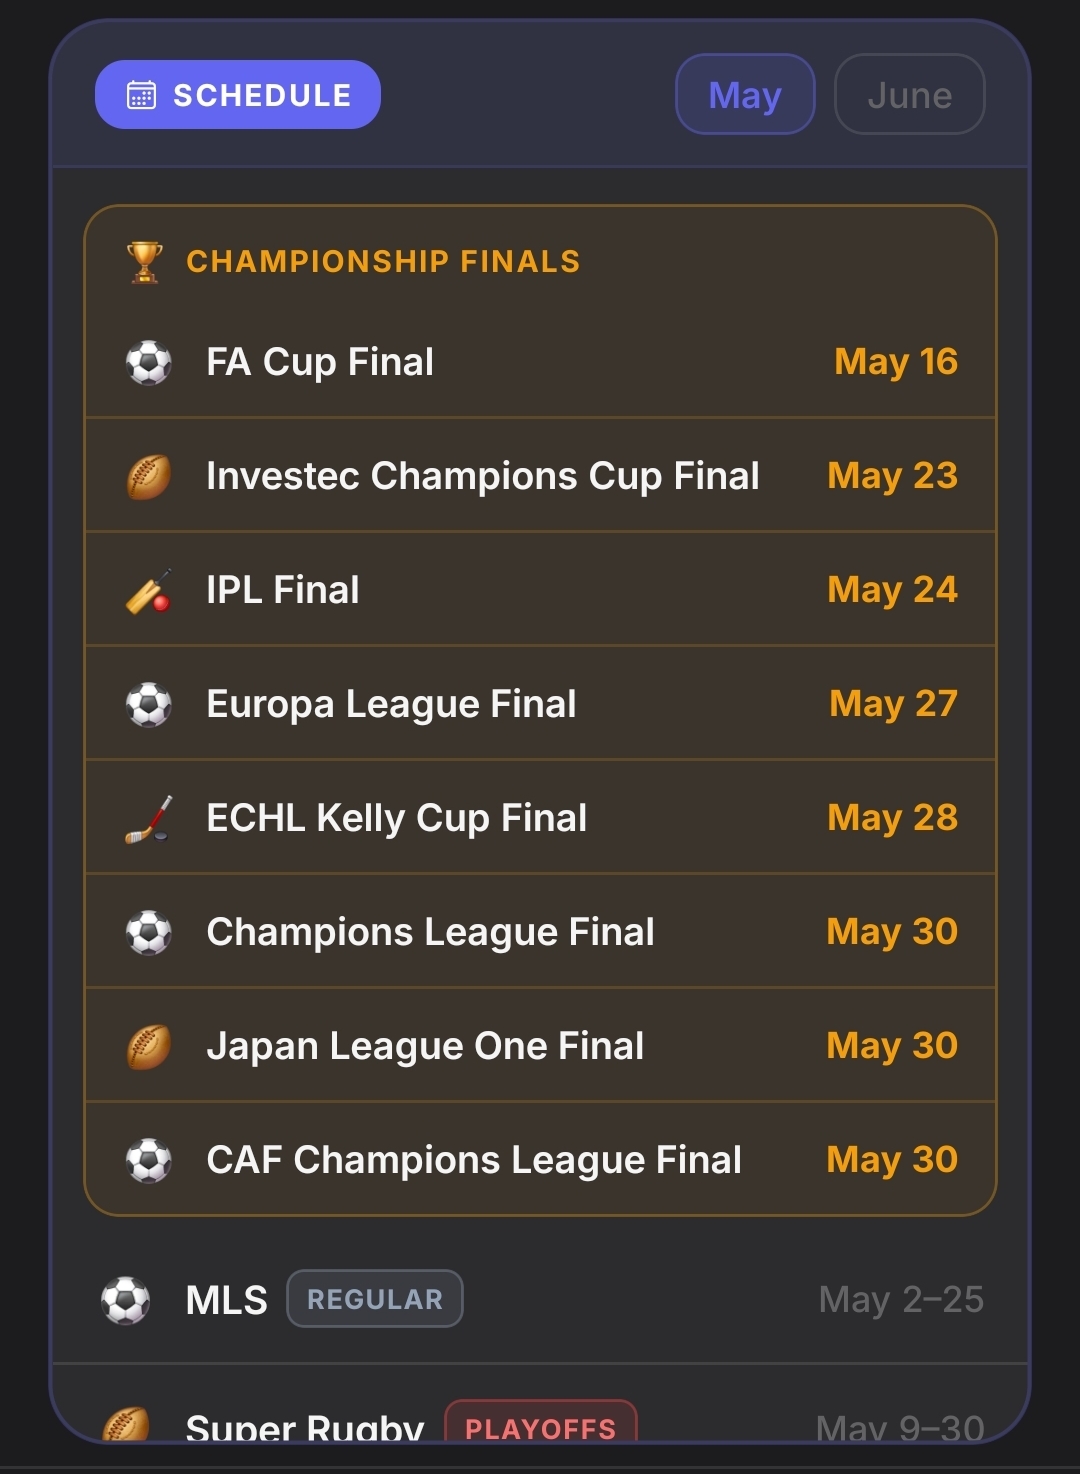 SCHEDULE May June
CHAMPIONSHIP FINALS
FA Cup Final May 16
Investec Champions Cup Final May 23
IPL Final May 24
Europa League Final May 27
ECHL Kelly Cup Final May 28
Champions League Final May 30
Japan League One Final May 30
CAF Champions League Final May 30
MLS REGULAR May 2–25
Super Rugby PLAYOFFS May 9–30